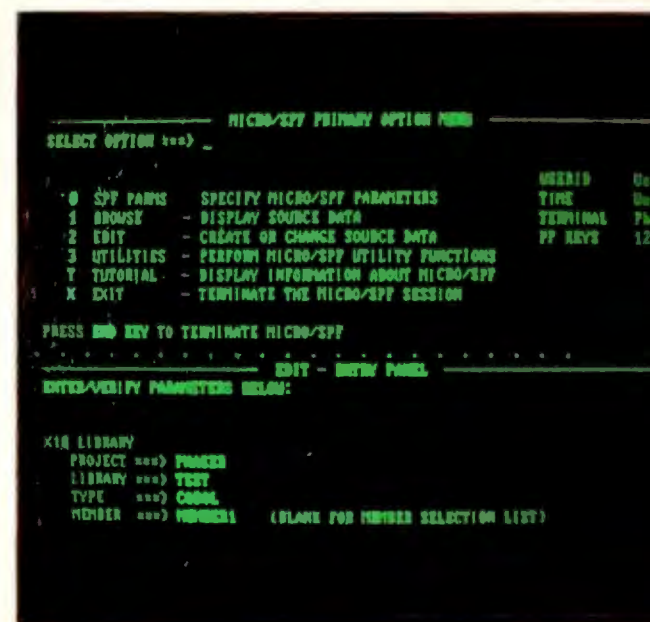 MICRO/SPF PRIMARY OPTION MENU
SELECT OPTION ===> _
USERID
0 SPF PARMS SPECIFY MICRO/SPF PARAMETERS TIME
1 BROWSE - DISPLAY SOURCE DATA TERMINAL
2 EDIT - CREATE OR CHANGE SOURCE DATA PF KEYS 12
3 UTILITIES - PERFORM MICRO/SPF UTILITY FUNCTIONS
T TUTORIAL - DISPLAY INFORMATION ABOUT MICRO/SPF
X EXIT - TERMINATE THE MICRO/SPF SESSION
PRESS END KEY TO TERMINATE MICRO/SPF
EDIT - ENTRY PANEL
ENTER/VERIFY PARAMETERS BELOW:
LIBRARY
PROJECT ===>
LIBRARY ===> TEST
TYPE ===> COBOL
MEMBER ===> MEMBER1 (BLANK FOR MEMBER SELECTION LIST)